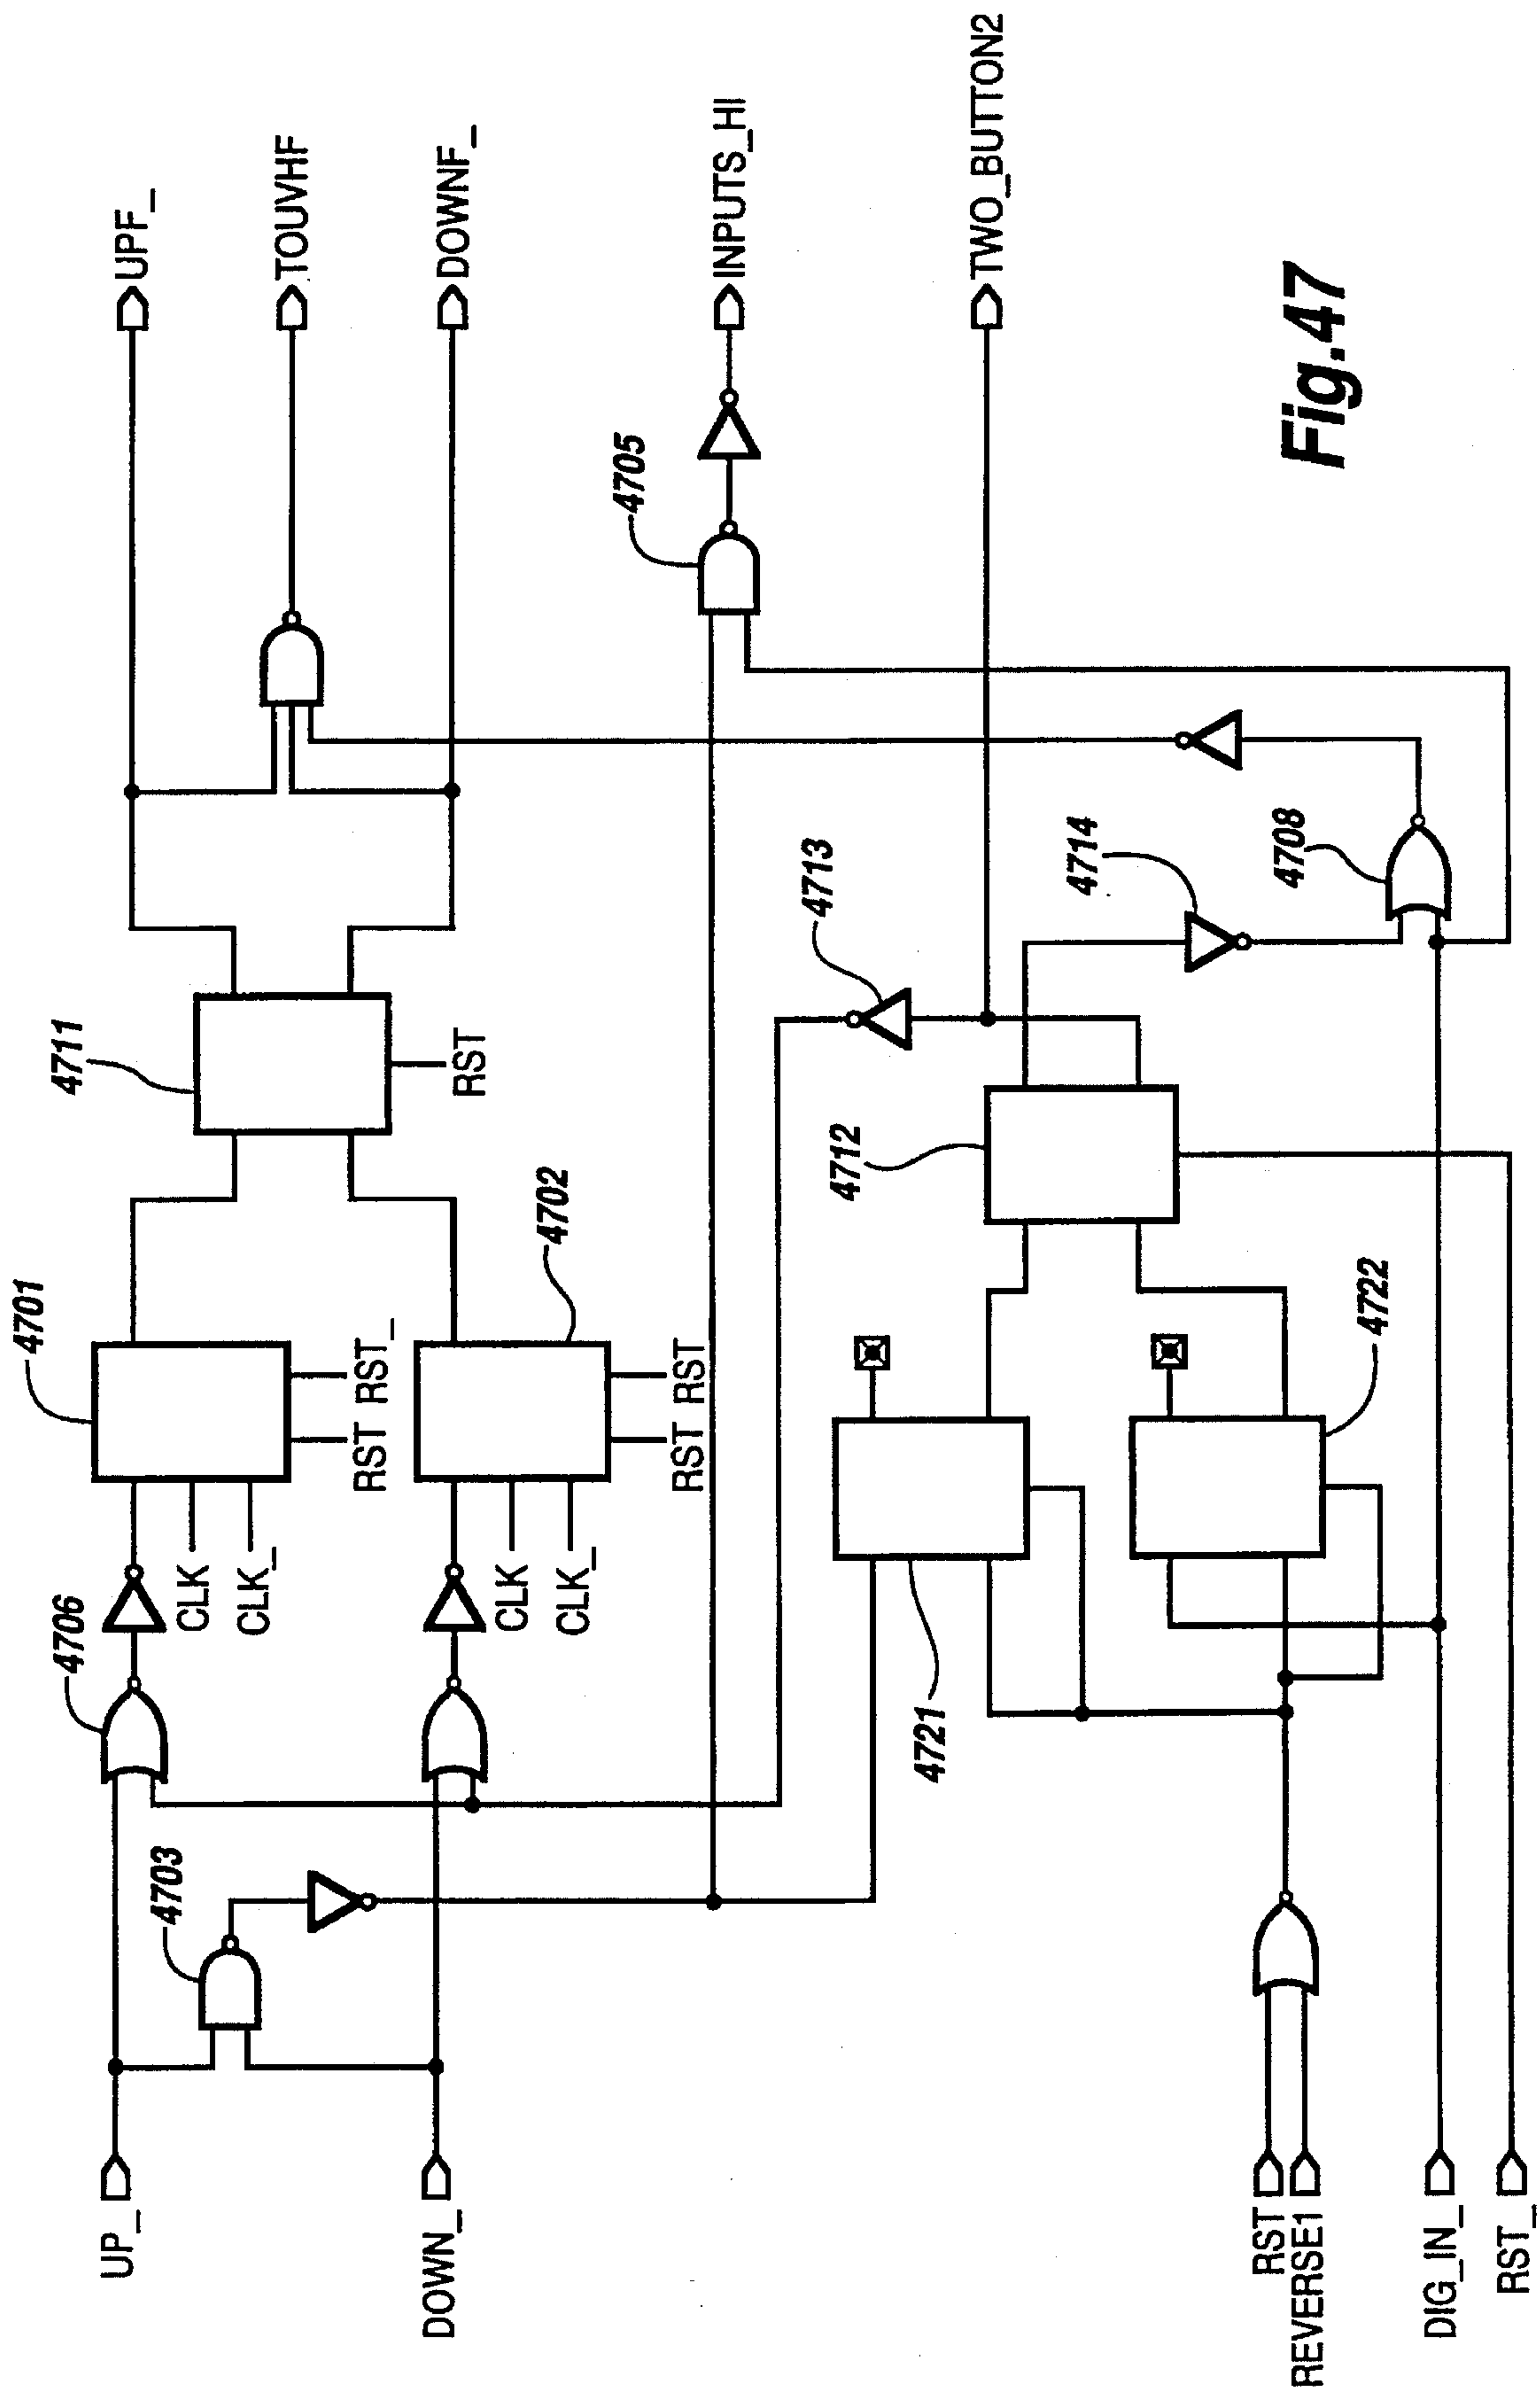 UPF_
TOUVHF
DOWNF_
INPUTS_HI
TWO_BUTTON2
Fig.47
4705
4711
RST
4713
4714
4708
4701
RST RST_
4702
RST RST
4712
4722
4706
CLK
CLK_
CLK
CLK_
4721
4703
UP_
DOWN_
RST
REVERSE1
DIG_IN_
RST_